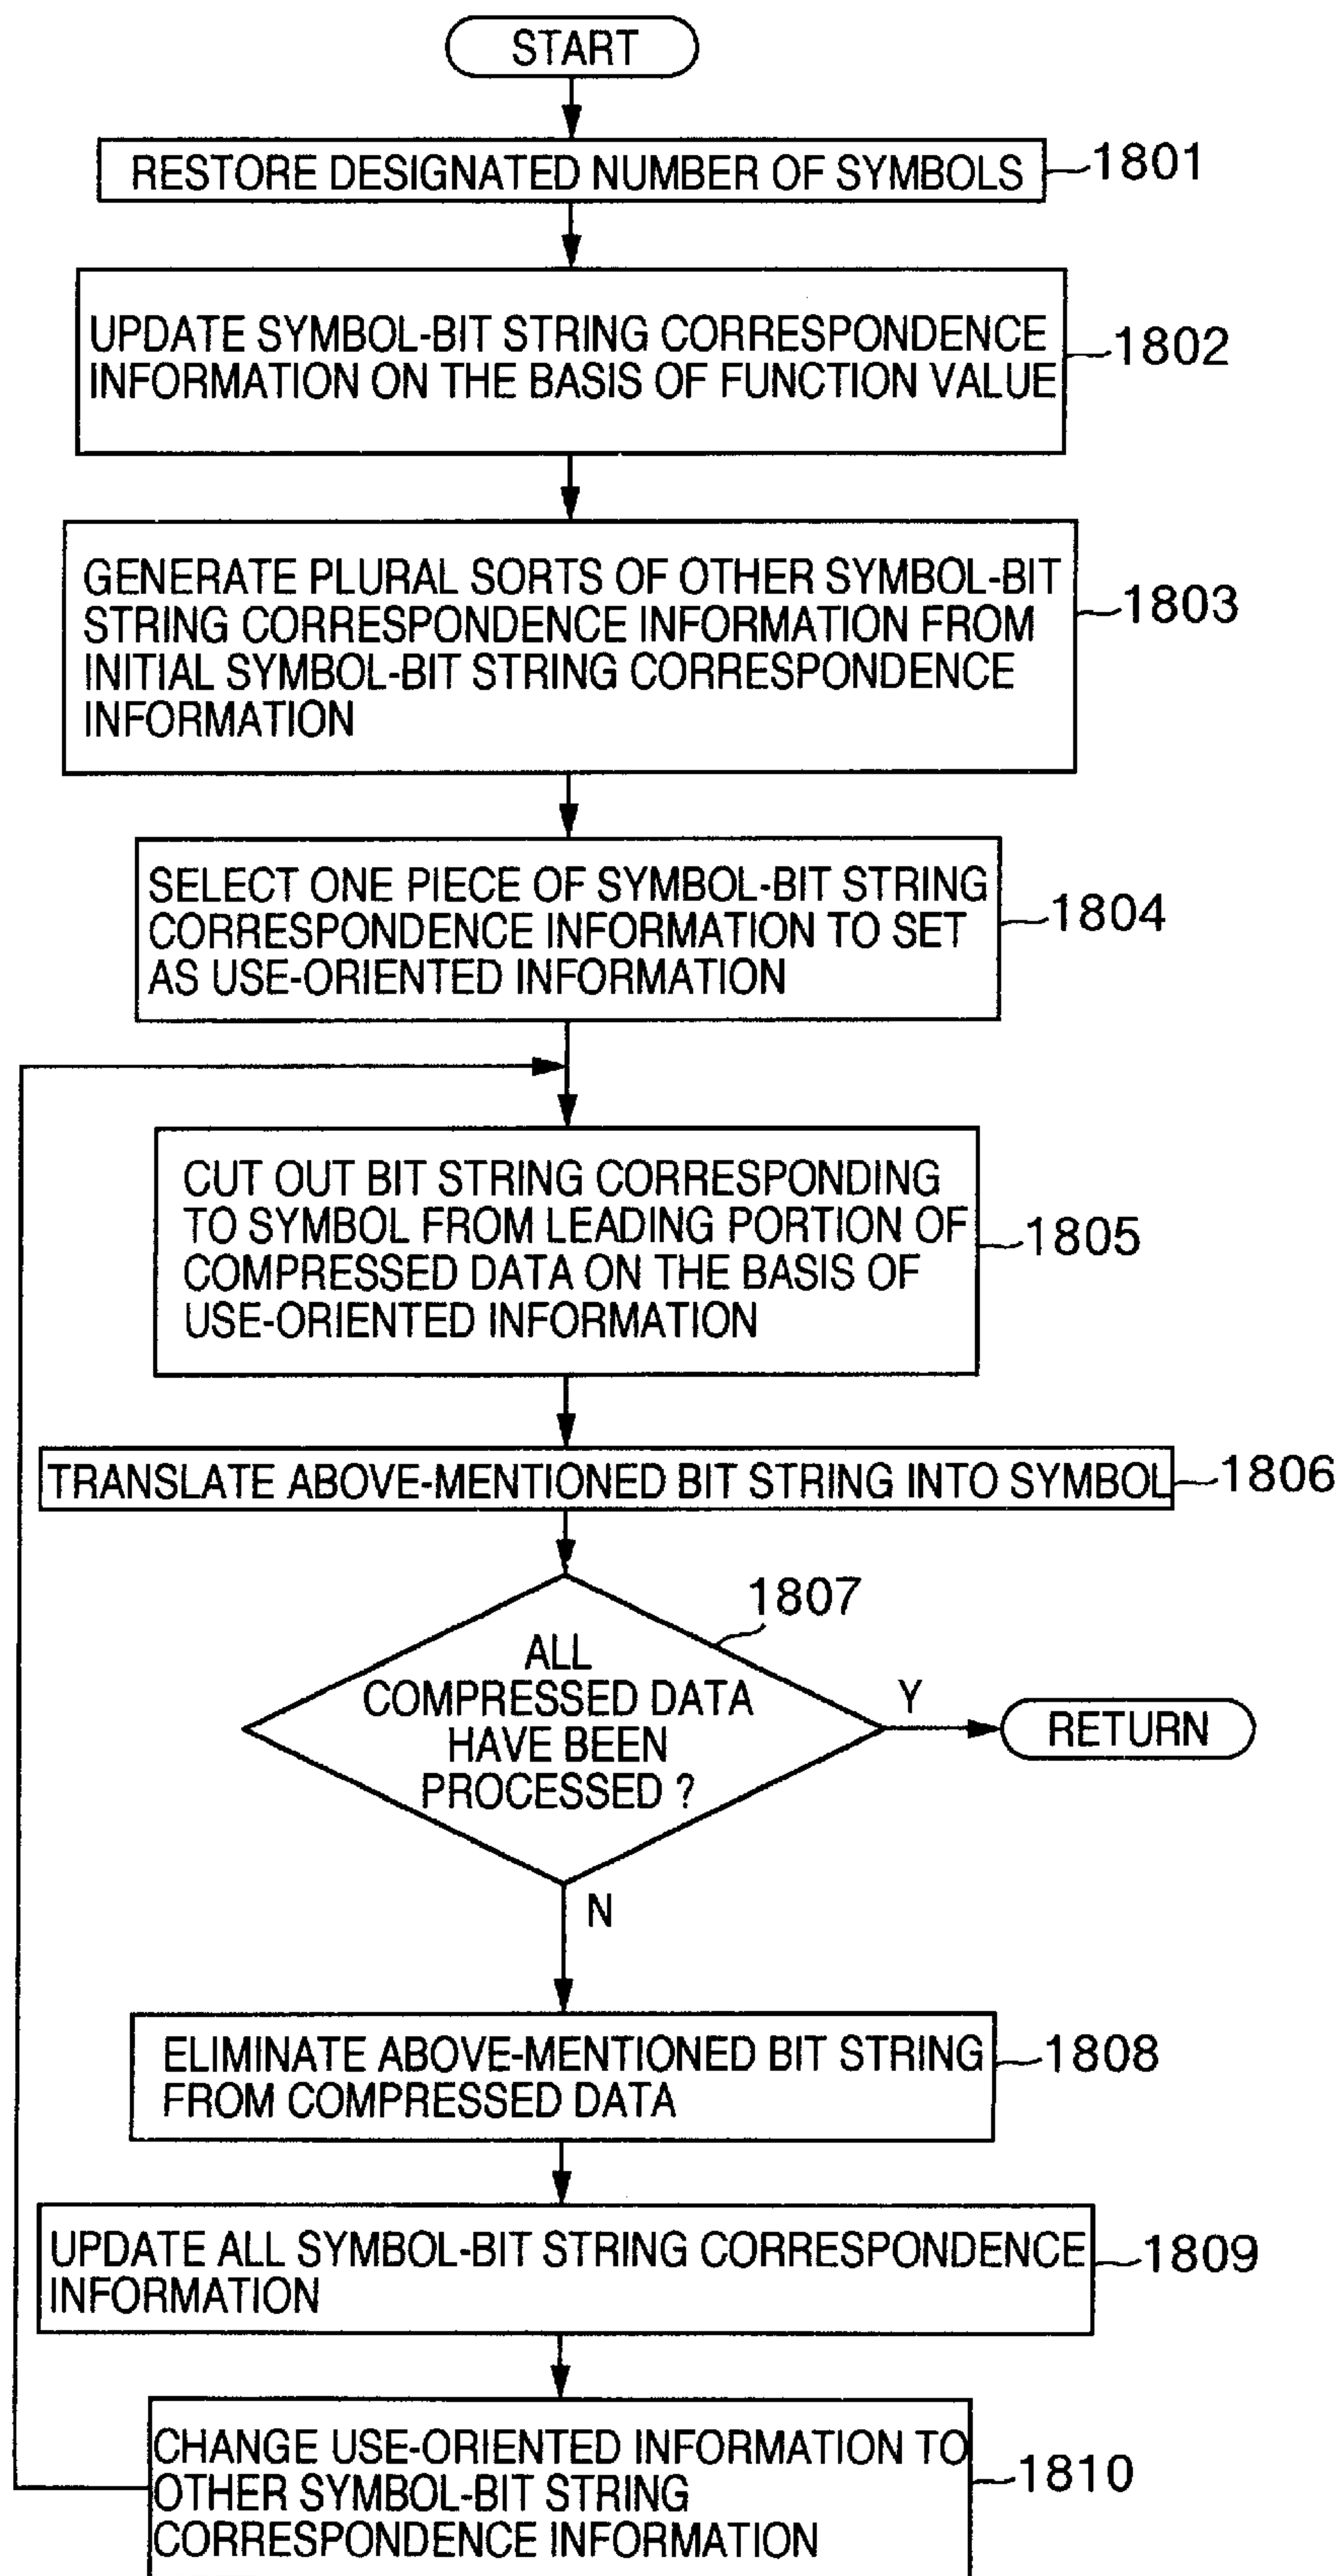 START
RESTORE DESIGNATED NUMBER OF SYMBOLS
1801
UPDATE SYMBOL-BIT STRING CORRESPONDENCE
INFORMATION ON THE BASIS OF FUNCTION VALUE
1802
GENERATE PLURAL SORTS OF OTHER SYMBOL-BIT
STRING CORRESPONDENCE INFORMATION FROM
INITIAL SYMBOL-BIT STRING CORRESPONDENCE
INFORMATION
1803
SELECT ONE PIECE OF SYMBOL-BIT STRING
CORRESPONDENCE INFORMATION TO SET
AS USE-ORIENTED INFORMATION
1804
CUT OUT BIT STRING CORRESPONDING
TO SYMBOL FROM LEADING PORTION OF
COMPRESSED DATA ON THE BASIS OF
USE-ORIENTED INFORMATION
1805
TRANSLATE ABOVE-MENTIONED BIT STRING INTO SYMBOL
1806
1807
ALL
COMPRESSED DATA
HAVE BEEN
PROCESSED ?
Y
RETURN
N
ELIMINATE ABOVE-MENTIONED BIT STRING
FROM COMPRESSED DATA
1808
UPDATE ALL SYMBOL-BIT STRING CORRESPONDENCE
INFORMATION
1809
CHANGE USE-ORIENTED INFORMATION TO
OTHER SYMBOL-BIT STRING
CORRESPONDENCE INFORMATION
1810